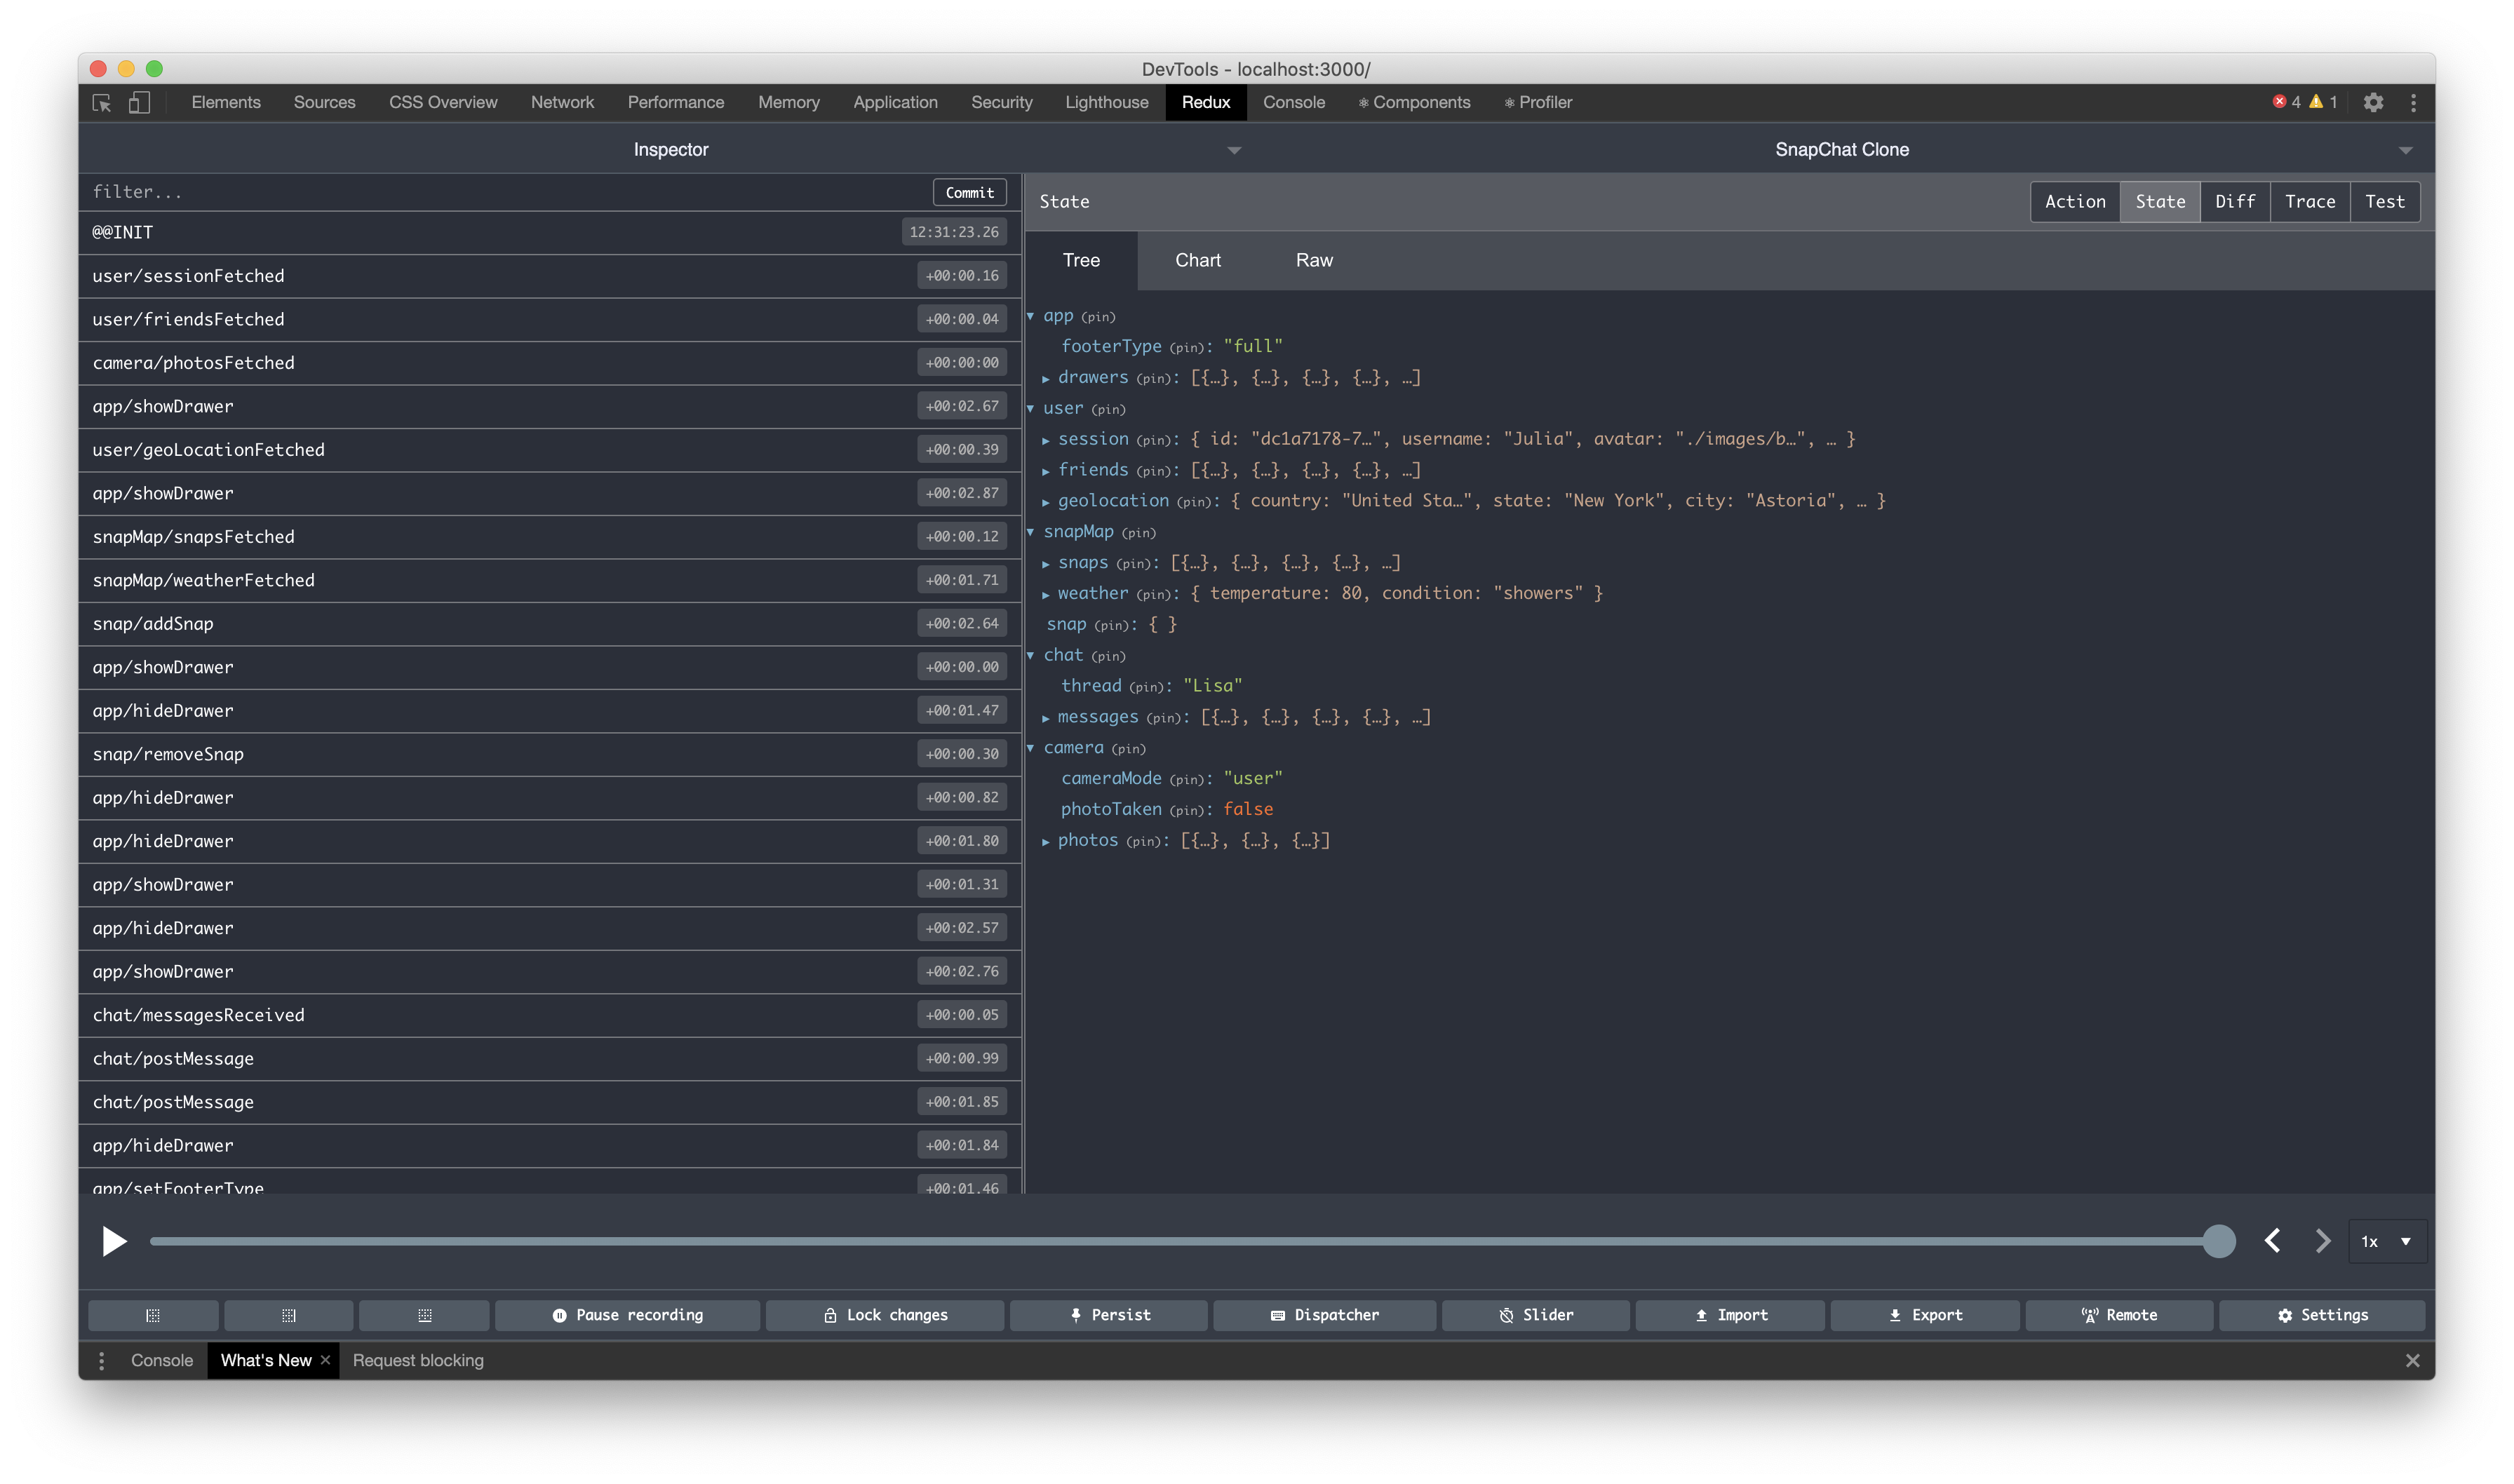 DevTools - localhost:3000/
Elements Sources CSS Overview Network Performance Memory Application Security Lighthouse Redux Console Components Profiler 4 1
Inspector SnapChat Clone
filter... Commit
@@INIT 12:31:23.26
user/sessionFetched +00:00.16
user/friendsFetched +00:00.04
camera/photosFetched +00:00:00
app/showDrawer +00:02.67
user/geoLocationFetched +00:00.39
app/showDrawer +00:02.87
snapMap/snapsFetched +00:00.12
snapMap/weatherFetched +00:01.71
snap/addSnap +00:02.64
app/showDrawer +00:00.00
app/hideDrawer +00:01.47
snap/removeSnap +00:00.30
app/hideDrawer +00:00.82
app/hideDrawer +00:01.80
app/showDrawer +00:01.31
app/hideDrawer +00:02.57
app/showDrawer +00:02.76
chat/messagesReceived +00:00.05
chat/postMessage +00:00.99
chat/postMessage +00:01.85
app/hideDrawer +00:01.84
app/setFooterType +00:01.46
State Action State Diff Trace Test
Tree Chart Raw
app (pin)
footerType (pin): "full"
drawers (pin): [{…}, {…}, {…}, {…}, …]
user (pin)
session (pin): { id: "dc1a7178-7…", username: "Julia", avatar: "./images/b…", … }
friends (pin): [{…}, {…}, {…}, {…}, …]
geolocation (pin): { country: "United Sta…", state: "New York", city: "Astoria", … }
snapMap (pin)
snaps (pin): [{…}, {…}, {…}, {…}, …]
weather (pin): { temperature: 80, condition: "showers" }
snap (pin): { }
chat (pin)
thread (pin): "Lisa"
messages (pin): [{…}, {…}, {…}, {…}, …]
camera (pin)
cameraMode (pin): "user"
photoTaken (pin): false
photos (pin): [{…}, {…}, {…}]
1x
Pause recording Lock changes Persist Dispatcher Slider Import Export Remote Settings
Console What's New Request blocking